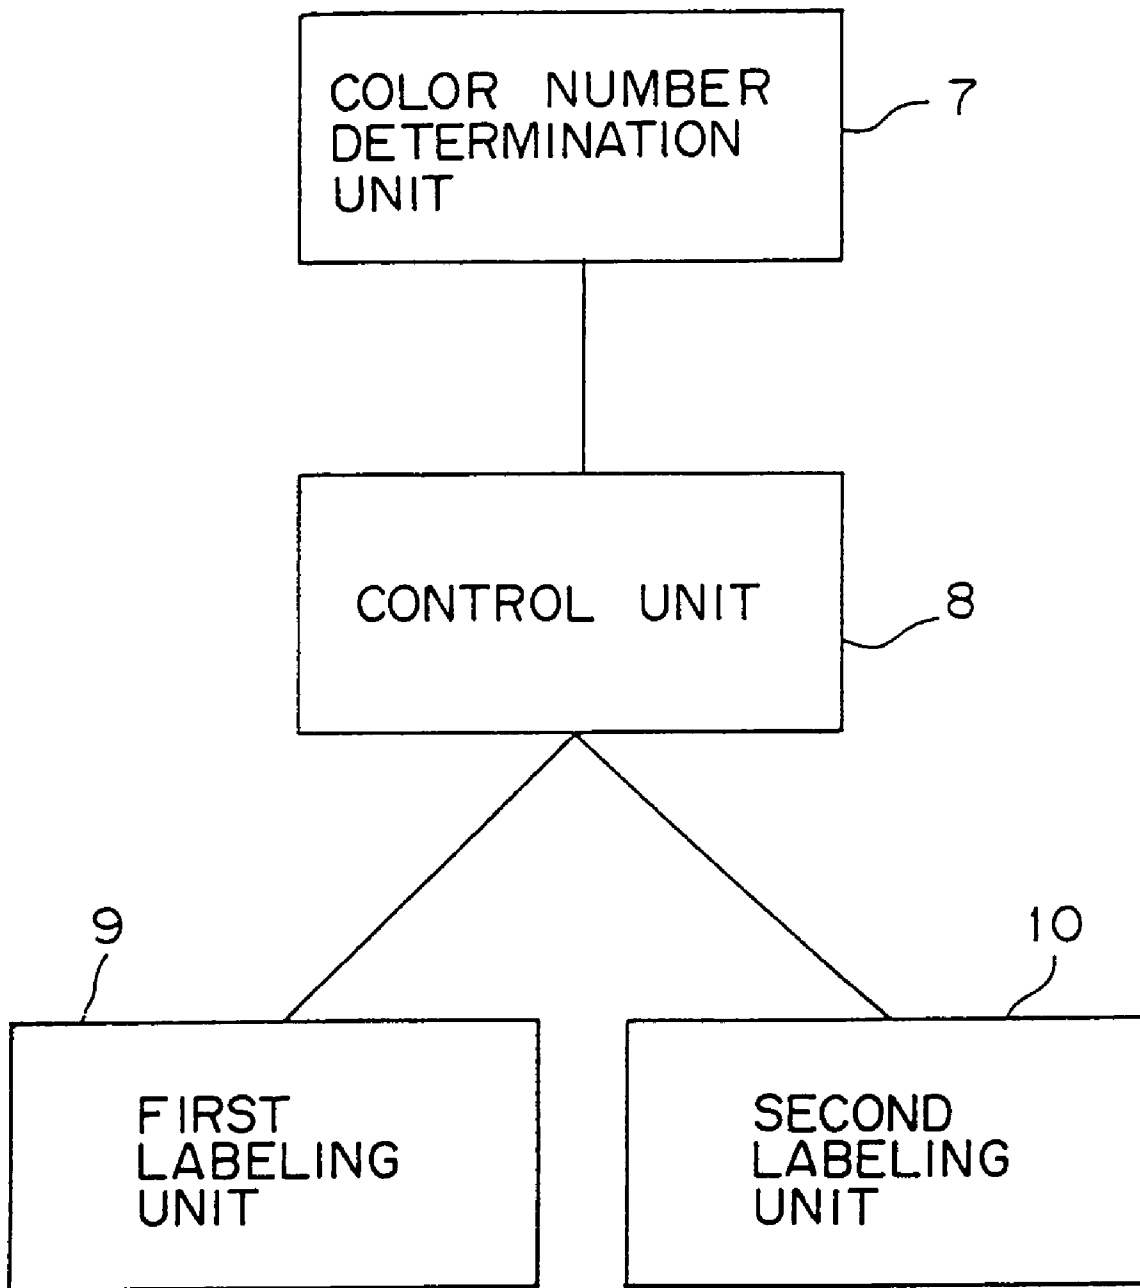 COLOR NUMBER
DETERMINATION
UNIT
7
CONTROL UNIT
8
9
FIRST
LABELING
UNIT
10
SECOND
LABELING
UNIT